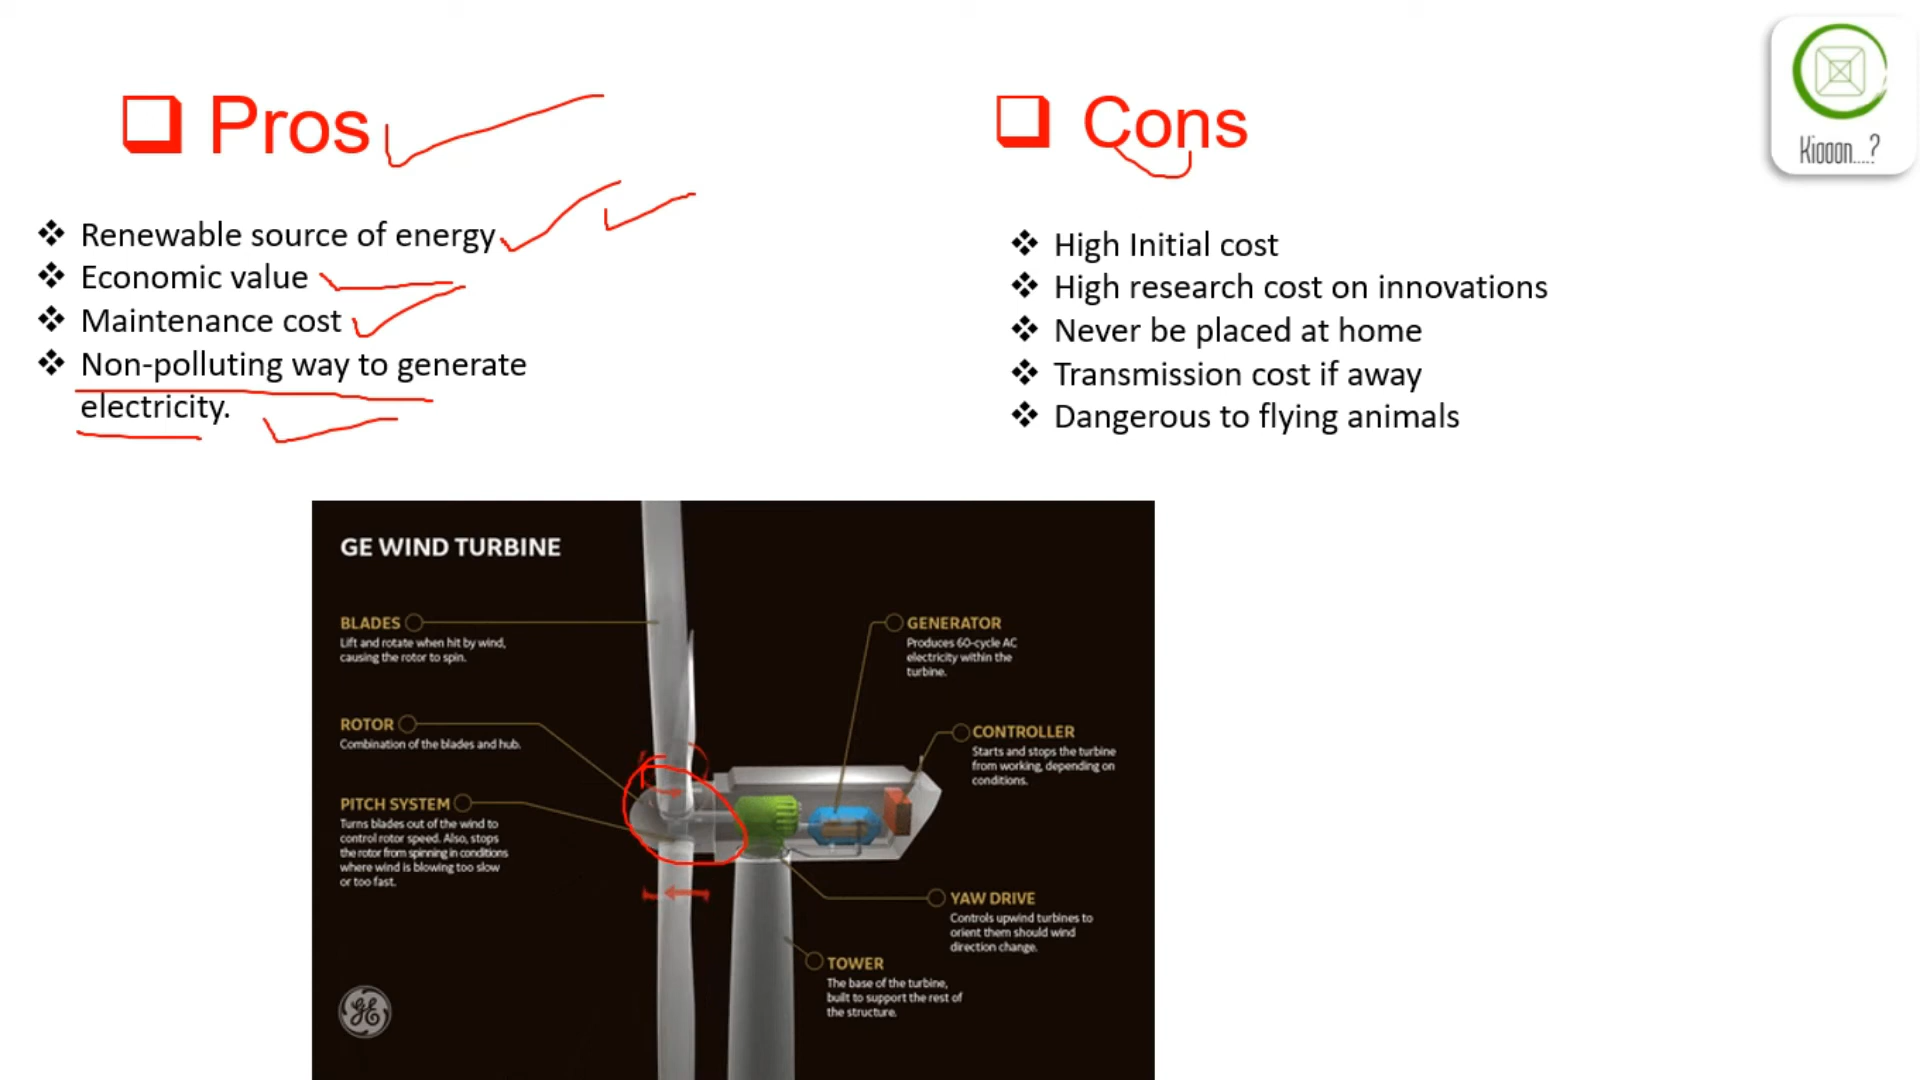 Pros
Renewable source of energy
Economic value
Maintenance cost
Non-polluting way to generate
electricity.
Cons
High Initial cost
High research cost on innovations
Never be placed at home
Transmission cost if away
Dangerous to flying animals
Kiooon....?
GE WIND TURBINE
BLADES
Lift and rotate when hit by wind,
causing the rotor to spin.
ROTOR
Combination of the blades and hub.
PITCH SYSTEM
Turns blades out of the wind to
control rotor speed. Also, stops
the rotor from spinning in conditions
where wind is blowing too slow
or too fast.
GENERATOR
Produces 60-cycle AC
electricity within the
turbine.
CONTROLLER
Starts and stops the turbine
from working, depending on
conditions.
YAW DRIVE
Controls upwind turbines to
orient them should wind
direction change.
TOWER
The base of the turbine,
built to support the rest of
the structure.
GE